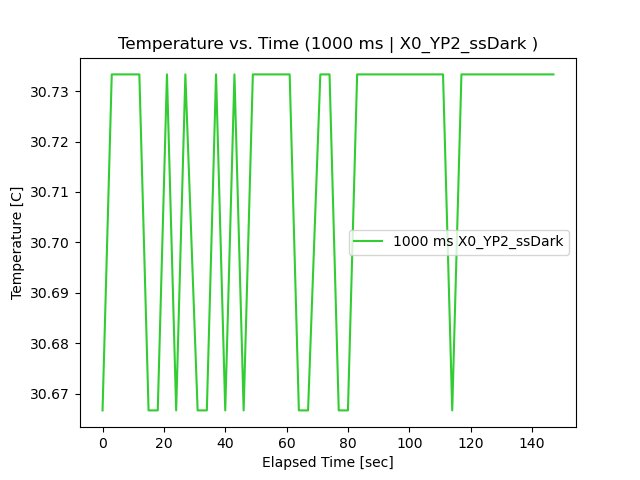 Temperature vs. Time (1000 ms | X0_YP2_ssDark )
30.73
30.72
30.71
30.70
30.69
30.68
30.67
Temperature [C]
1000 ms X0_YP2_ssDark
0 20 40 60 80 100 120 140
Elapsed Time [sec]